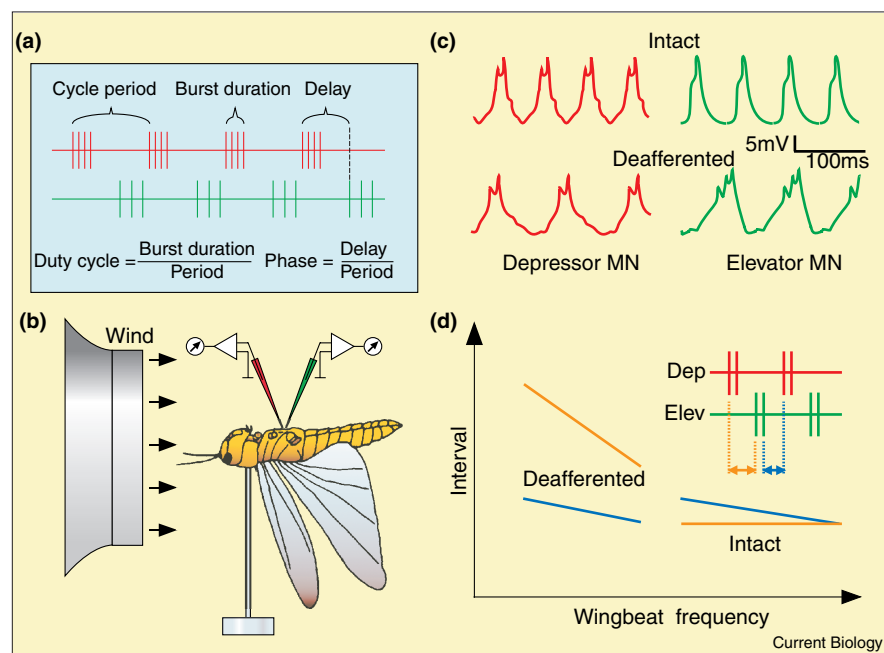 (a)
Cycle period Burst duration Delay
Duty cycle = Burst duration / Period Phase = Delay / Period
(b)
Wind
(c)
Intact
5mV
100ms
Deafferented
Depressor MN Elevator MN
(d)
Interval
Dep
Elev
Deafferented
Intact
Wingbeat frequency
Current Biology